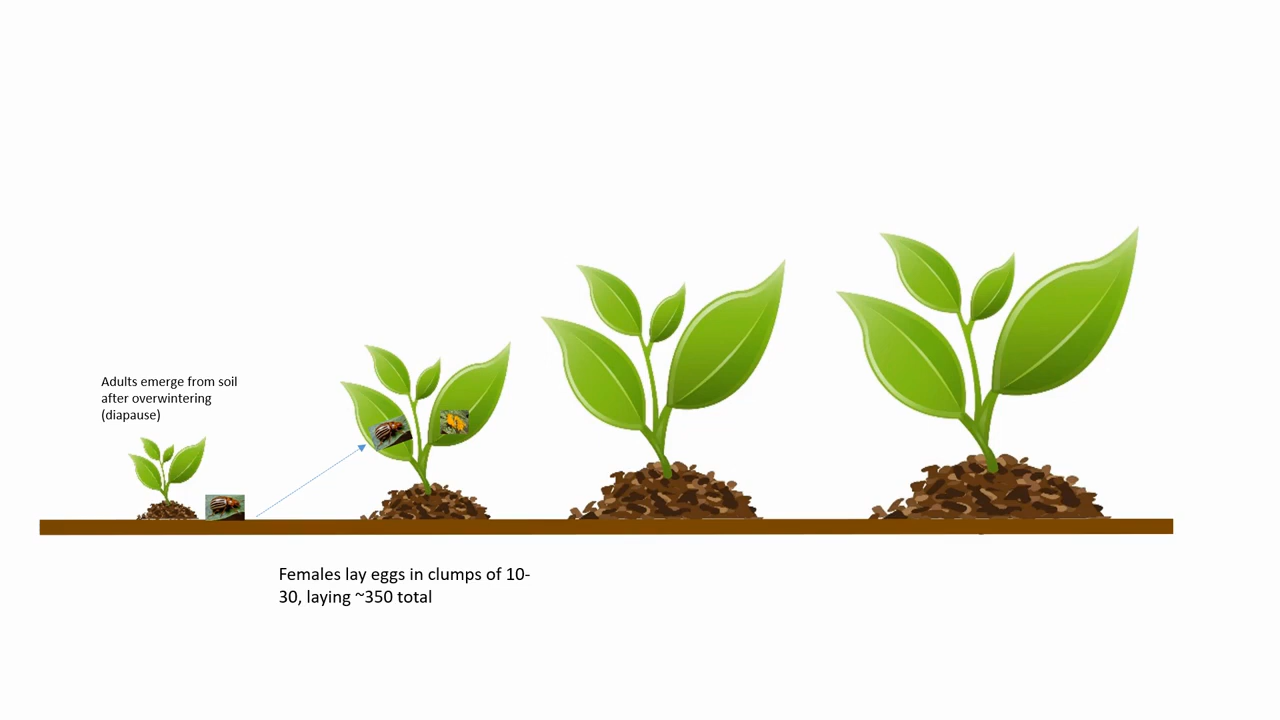 Adults emerge from soil
after overwintering
(diapause)
Females lay eggs in clumps of 10-
30, laying ~350 total